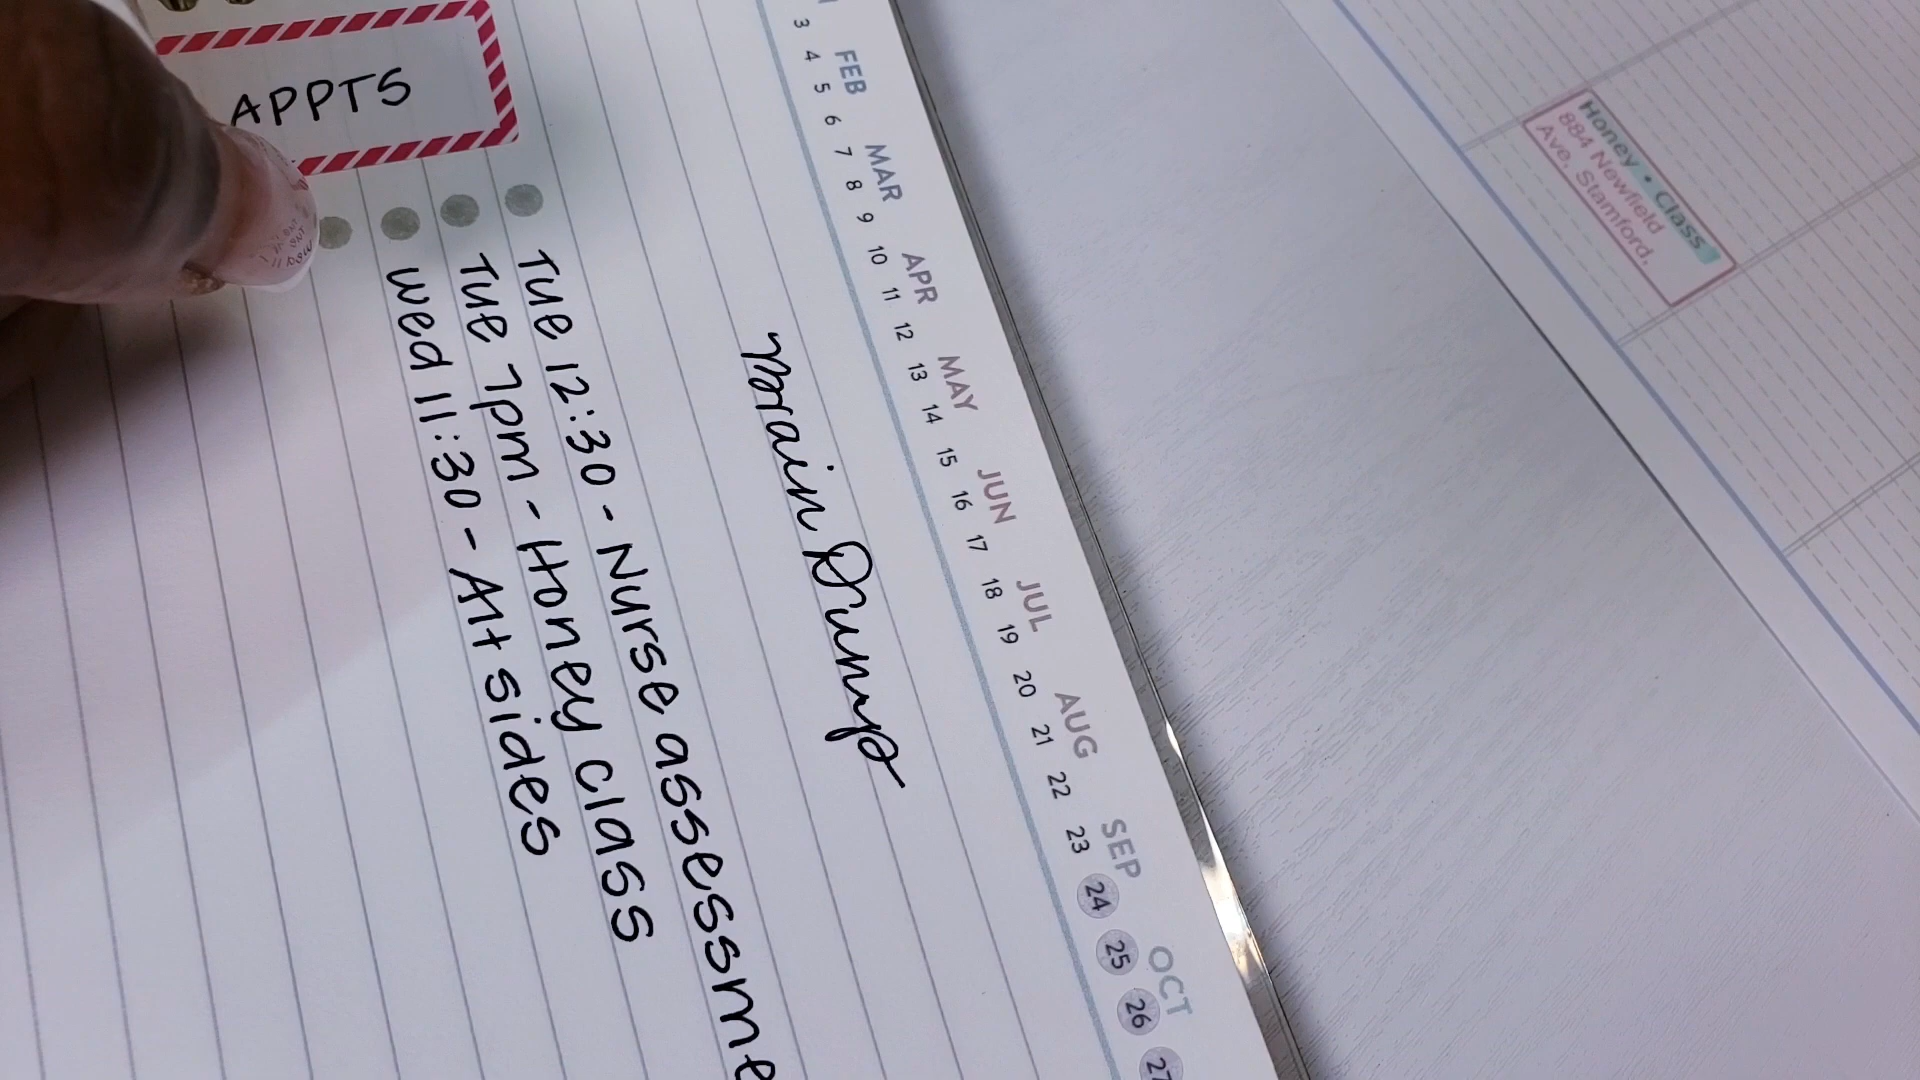 FEB MAR APR MAY JUN JUL AUG SEP OCT
3 4 5 6 7 8 9 10 11 12 13 14 15 16 17 18 19 20 21 22 23 24 25 26 27
Brain Dump
APPTS
Tue 12:30 - Nurse assessme
Tue 7pm - Honey class
Wed 11:30 - Alt sides
Honey • Class
884 Newfield
Ave, Stamford,